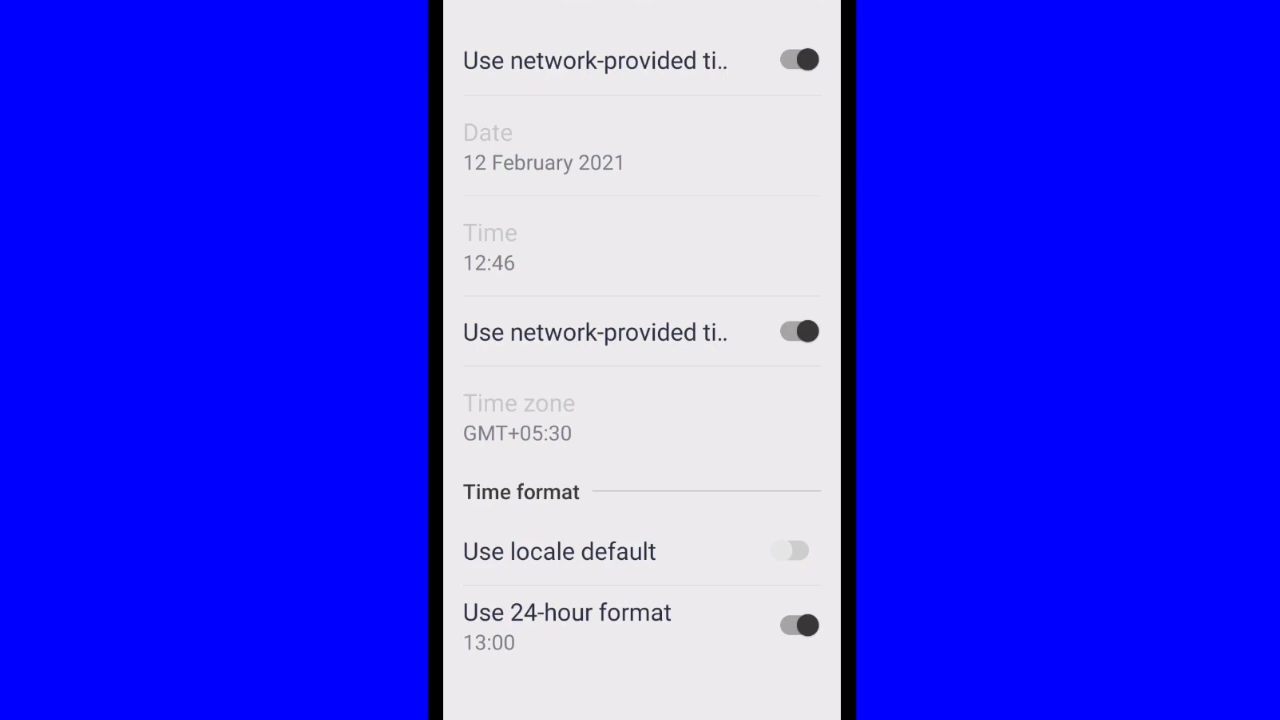 Use network-provided ti..
Date
12 February 2021
Time
12:46
Use network-provided ti..
Time zone
GMT+05:30
Time format
Use locale default
Use 24-hour format
13:00